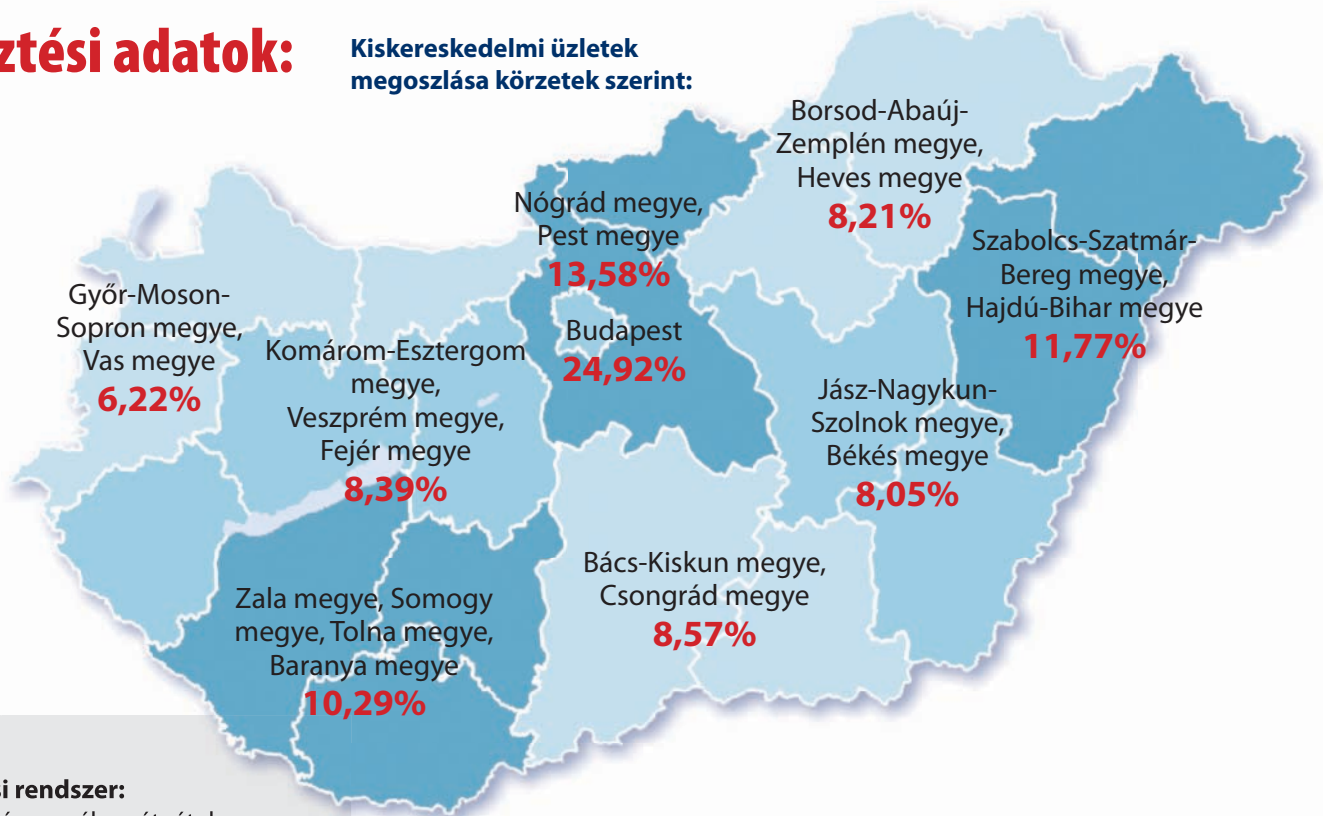 ztési adatok:
Kiskereskedelmi üzletek
megoszlása körzetek szerint:
Borsod-Abaúj-
Zemplén megye,
Heves megye
8,21%
Nógrád megye,
Pest megye
13,58%
Szabolcs-Szatmár-
Bereg megye,
Hajdú-Bihar megye
11,77%
Győr-Moson-
Sopron megye,
Vas megye
6,22%
Budapest
24,92%
Komárom-Esztergom
megye,
Veszprém megye,
Fejér megye
8,39%
Jász-Nagykun-
Szolnok megye,
Békés megye
8,05%
Bács-Kiskun megye,
Csongrád megye
8,57%
Zala megye, Somogy
megye, Tolna megye,
Baranya megye
10,29%
si rendszer: